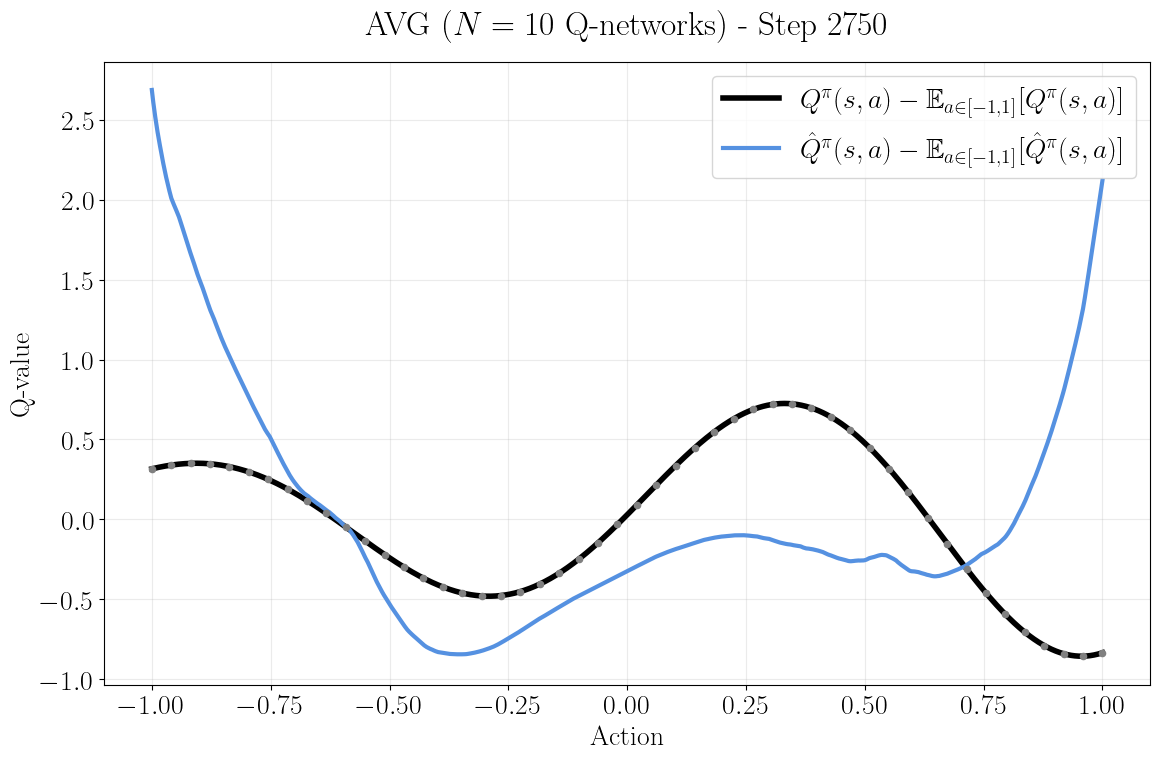 AVG (N = 10 Q-networks) - Step 2750
Q^π(s, a) − 𝔼_{a∈[−1,1]}[Q^π(s, a)]
Q̂^π(s, a) − 𝔼_{a∈[−1,1]}[Q̂^π(s, a)]
Q-value
2.5
2.0
1.5
1.0
0.5
0.0
−0.5
−1.0
−1.00 −0.75 −0.50 −0.25 0.00 0.25 0.50 0.75 1.00
Action